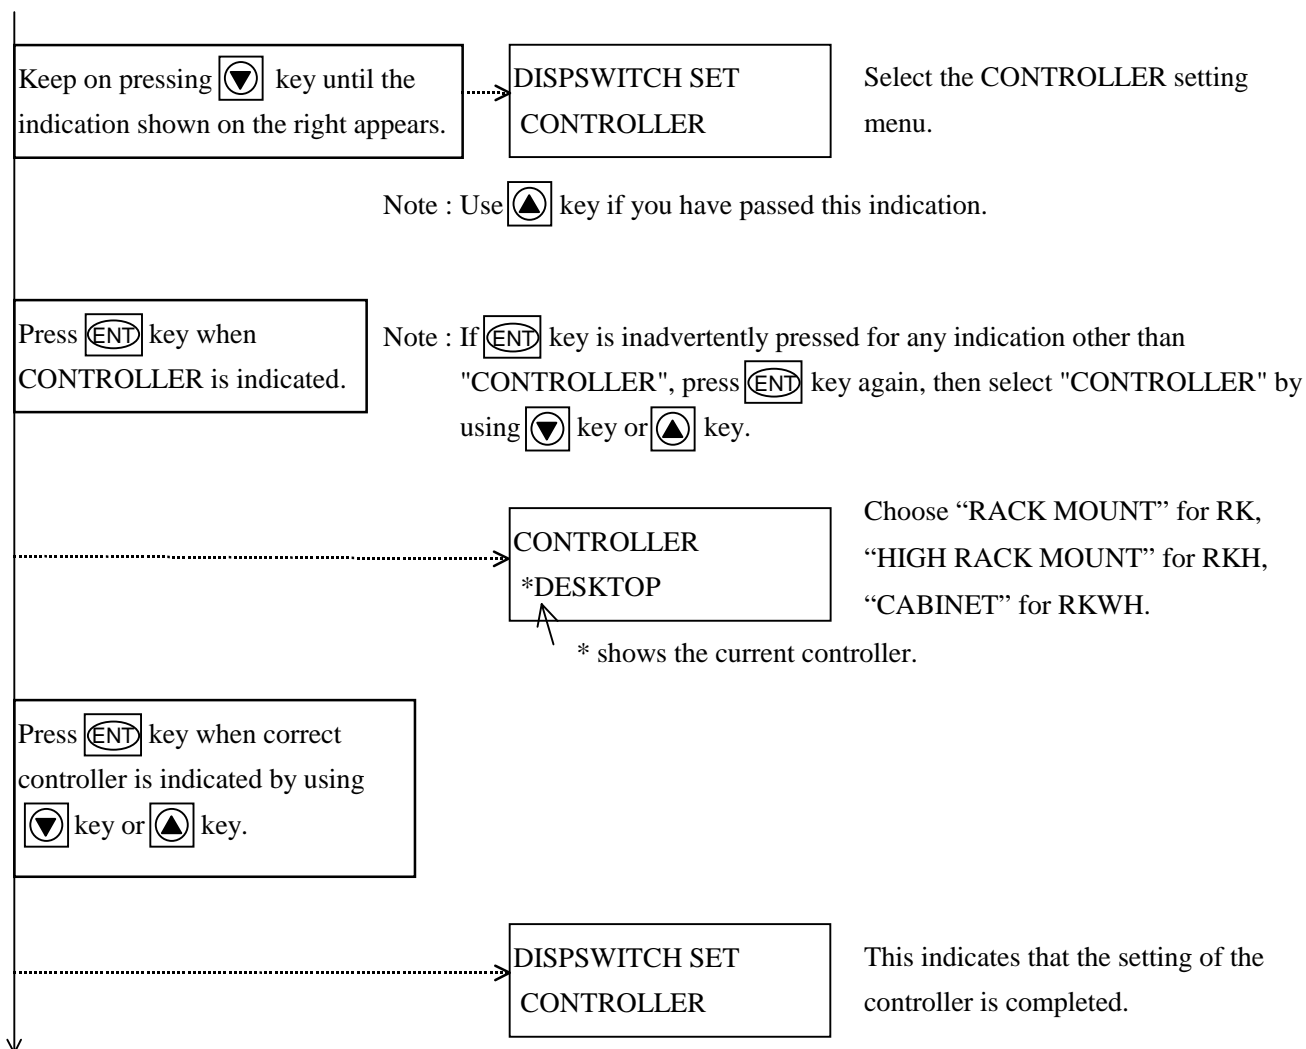 Keep on pressing ▼ key until the
indication shown on the right appears.
DISPSWITCH SET
CONTROLLER
Select the CONTROLLER setting
menu.
Note : Use ▲ key if you have passed this indication.
Press ENT key when
CONTROLLER is indicated.
Note : If ENT key is inadvertently pressed for any indication other than
"CONTROLLER", press ENT key again, then select "CONTROLLER" by
using ▼ key or ▲ key.
CONTROLLER
*DESKTOP
Choose “RACK MOUNT” for RK,
“HIGH RACK MOUNT” for RKH,
“CABINET” for RKWH.
* shows the current controller.
Press ENT key when correct
controller is indicated by using
▼ key or ▲ key.
DISPSWITCH SET
CONTROLLER
This indicates that the setting of the
controller is completed.